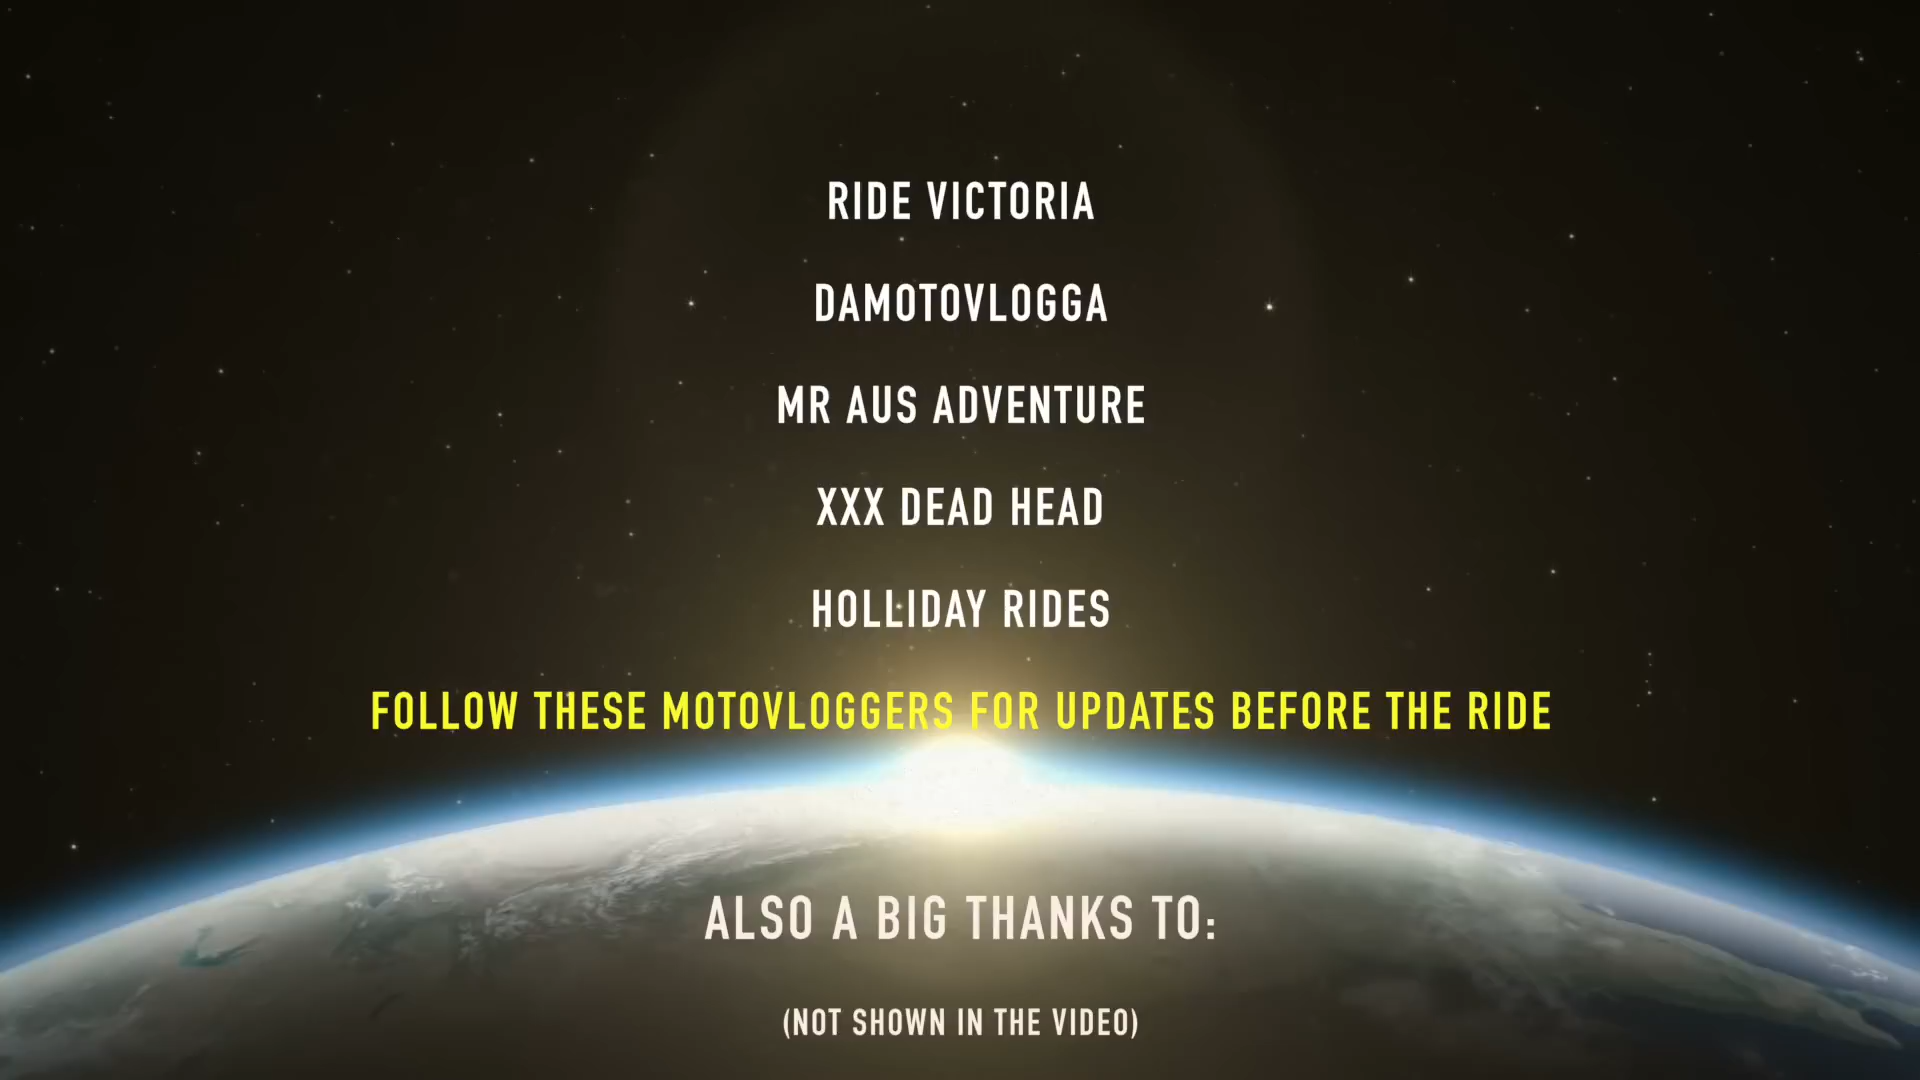 RIDE VICTORIA
DAMOTOVLOGGA
MR AUS ADVENTURE
XXX DEAD HEAD
HOLLIDAY RIDES
FOLLOW THESE MOTOVLOGGERS FOR UPDATES BEFORE THE RIDE
ALSO A BIG THANKS TO:
(NOT SHOWN IN THE VIDEO)